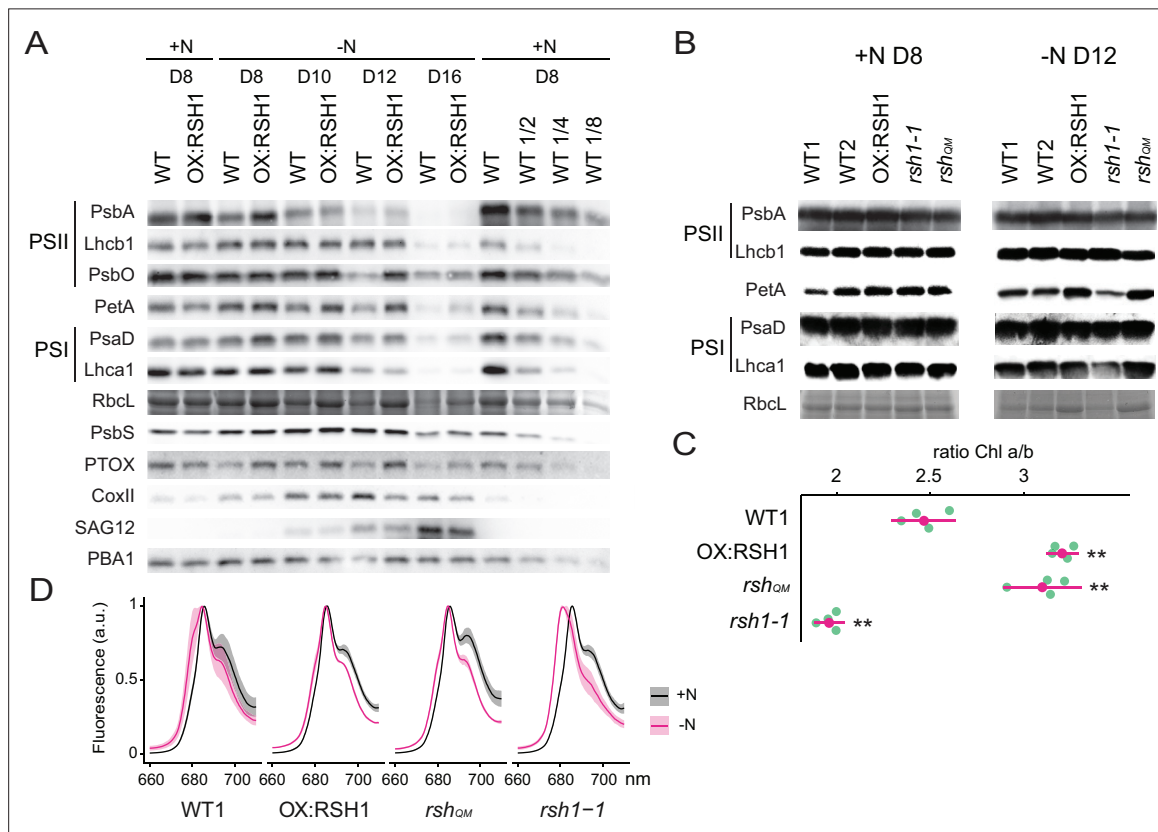 A
+N -N +N
D8 D8 D10 D12 D16 D8
WT OX:RSH1 WT OX:RSH1 WT OX:RSH1 WT OX:RSH1 WT OX:RSH1 WT WT 1/2 WT 1/4 WT 1/8
PSII
PsbA
Lhcb1
PsbO
PetA
PSI
PsaD
Lhca1
RbcL
PsbS
PTOX
CoxII
SAG12
PBA1
B
+N D8 -N D12
WT1 WT2 OX:RSH1 rsh1-1 rshQM WT1 WT2 OX:RSH1 rsh1-1 rshQM
PSII
PsbA
Lhcb1
PetA
PSI
PsaD
Lhca1
RbcL
C
ratio Chl a/b
2 2.5 3
WT1
OX:RSH1 **
rshQM **
rsh1-1 **
D
Fluorescence (a.u.)
1
0.5
0
+N
-N
660 700 660 700 660 700 660 700 nm
WT1 OX:RSH1 rshQM rsh1−1